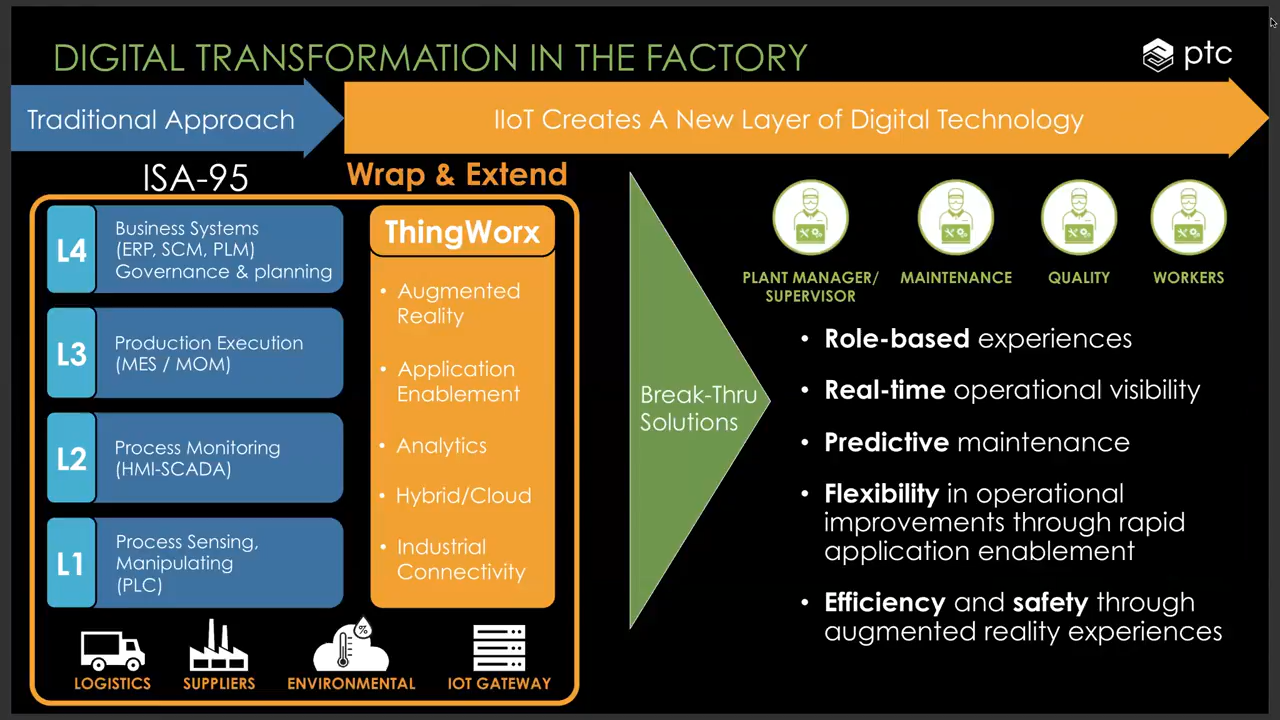 DIGITAL TRANSFORMATION IN THE FACTORY
ptc
Traditional Approach
IIoT Creates A New Layer of Digital Technology
ISA-95
Wrap & Extend
L4
Business Systems
(ERP, SCM, PLM)
Governance & planning
L3
Production Execution
(MES / MOM)
L2
Process Monitoring
(HMI-SCADA)
L1
Process Sensing,
Manipulating
(PLC)
ThingWorx
• Augmented
Reality
• Application
Enablement
• Analytics
• Hybrid/Cloud
• Industrial
Connectivity
%
LOGISTICS
SUPPLIERS
ENVIRONMENTAL
IOT GATEWAY
Break-Thru
Solutions
PLANT MANAGER/
SUPERVISOR
MAINTENANCE
QUALITY
WORKERS
• Role-based experiences
• Real-time operational visibility
• Predictive maintenance
• Flexibility in operational
improvements through rapid
application enablement
• Efficiency and safety through
augmented reality experiences